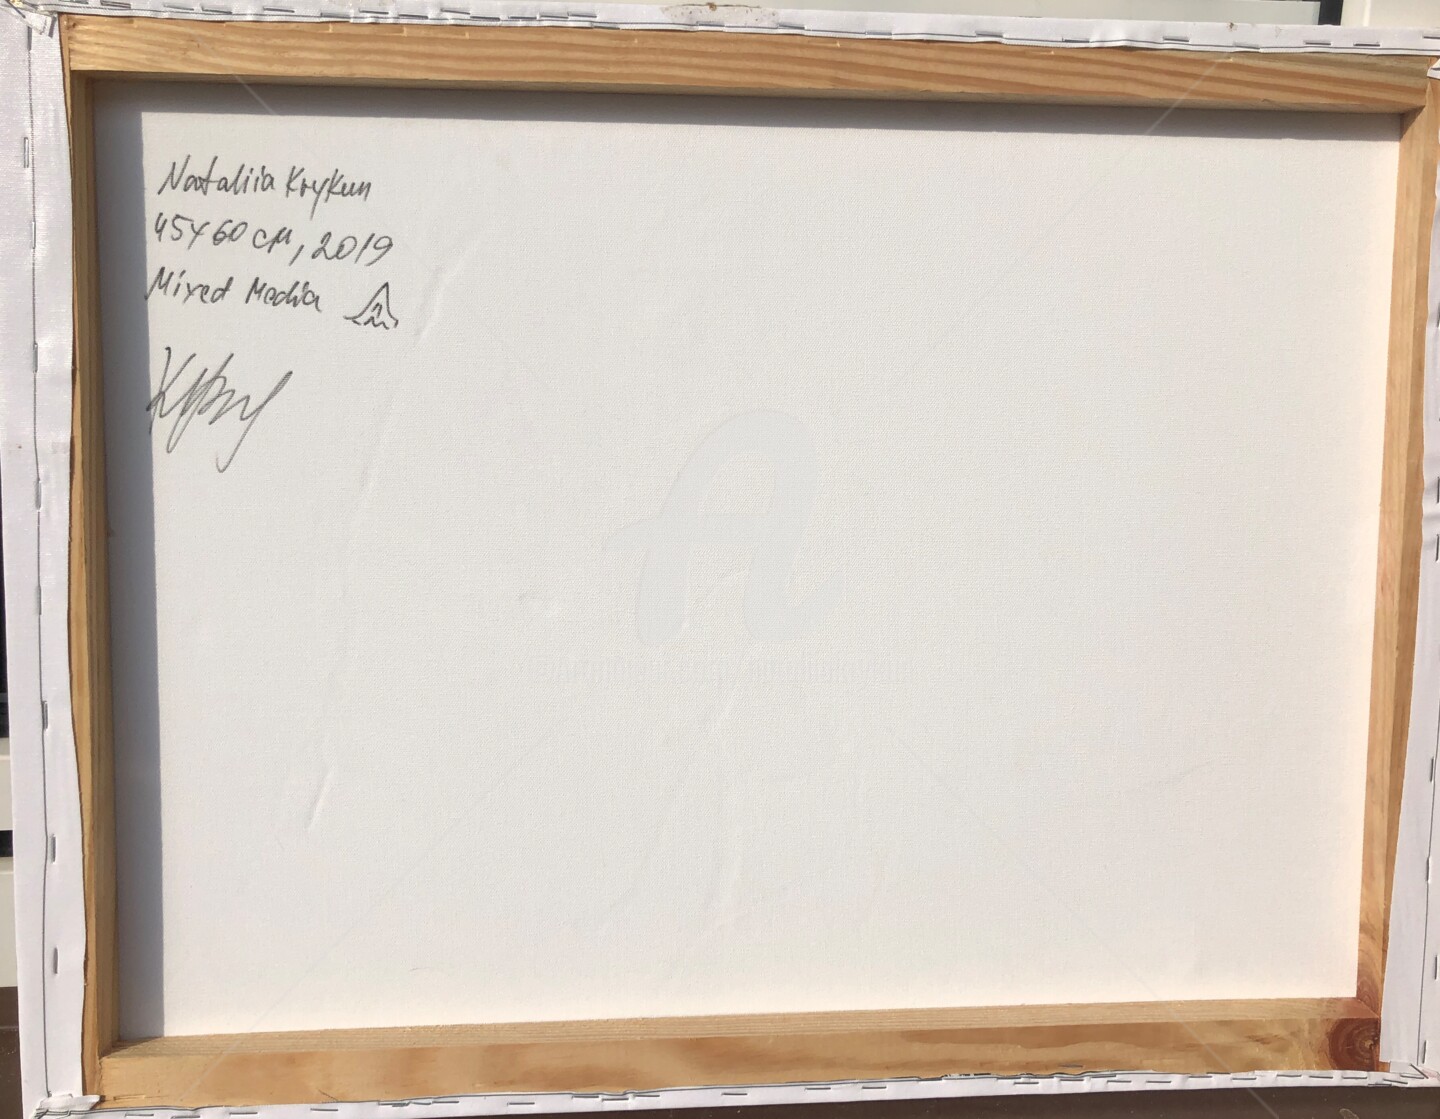 Nataliia Krykun
45x60 cm, 2019
Mixed Media